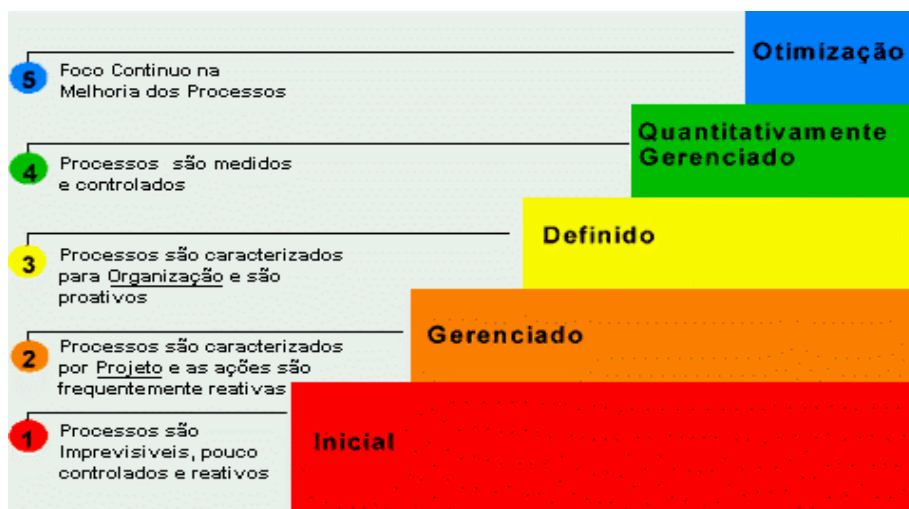 Otimização
5
Foco Continuo na
Melhoria dos Processos
Quantitativamente
Gerenciado
4
Processos são medidos
e controlados
Definido
3
Processos são caracterizados
para Organização e são
proativos
Gerenciado
2
Processos são caracterizados
por Projeto e as ações são
frequentemente reativas
Inicial
1
Processos são
Imprevisiveis, pouco
controlados e reativos